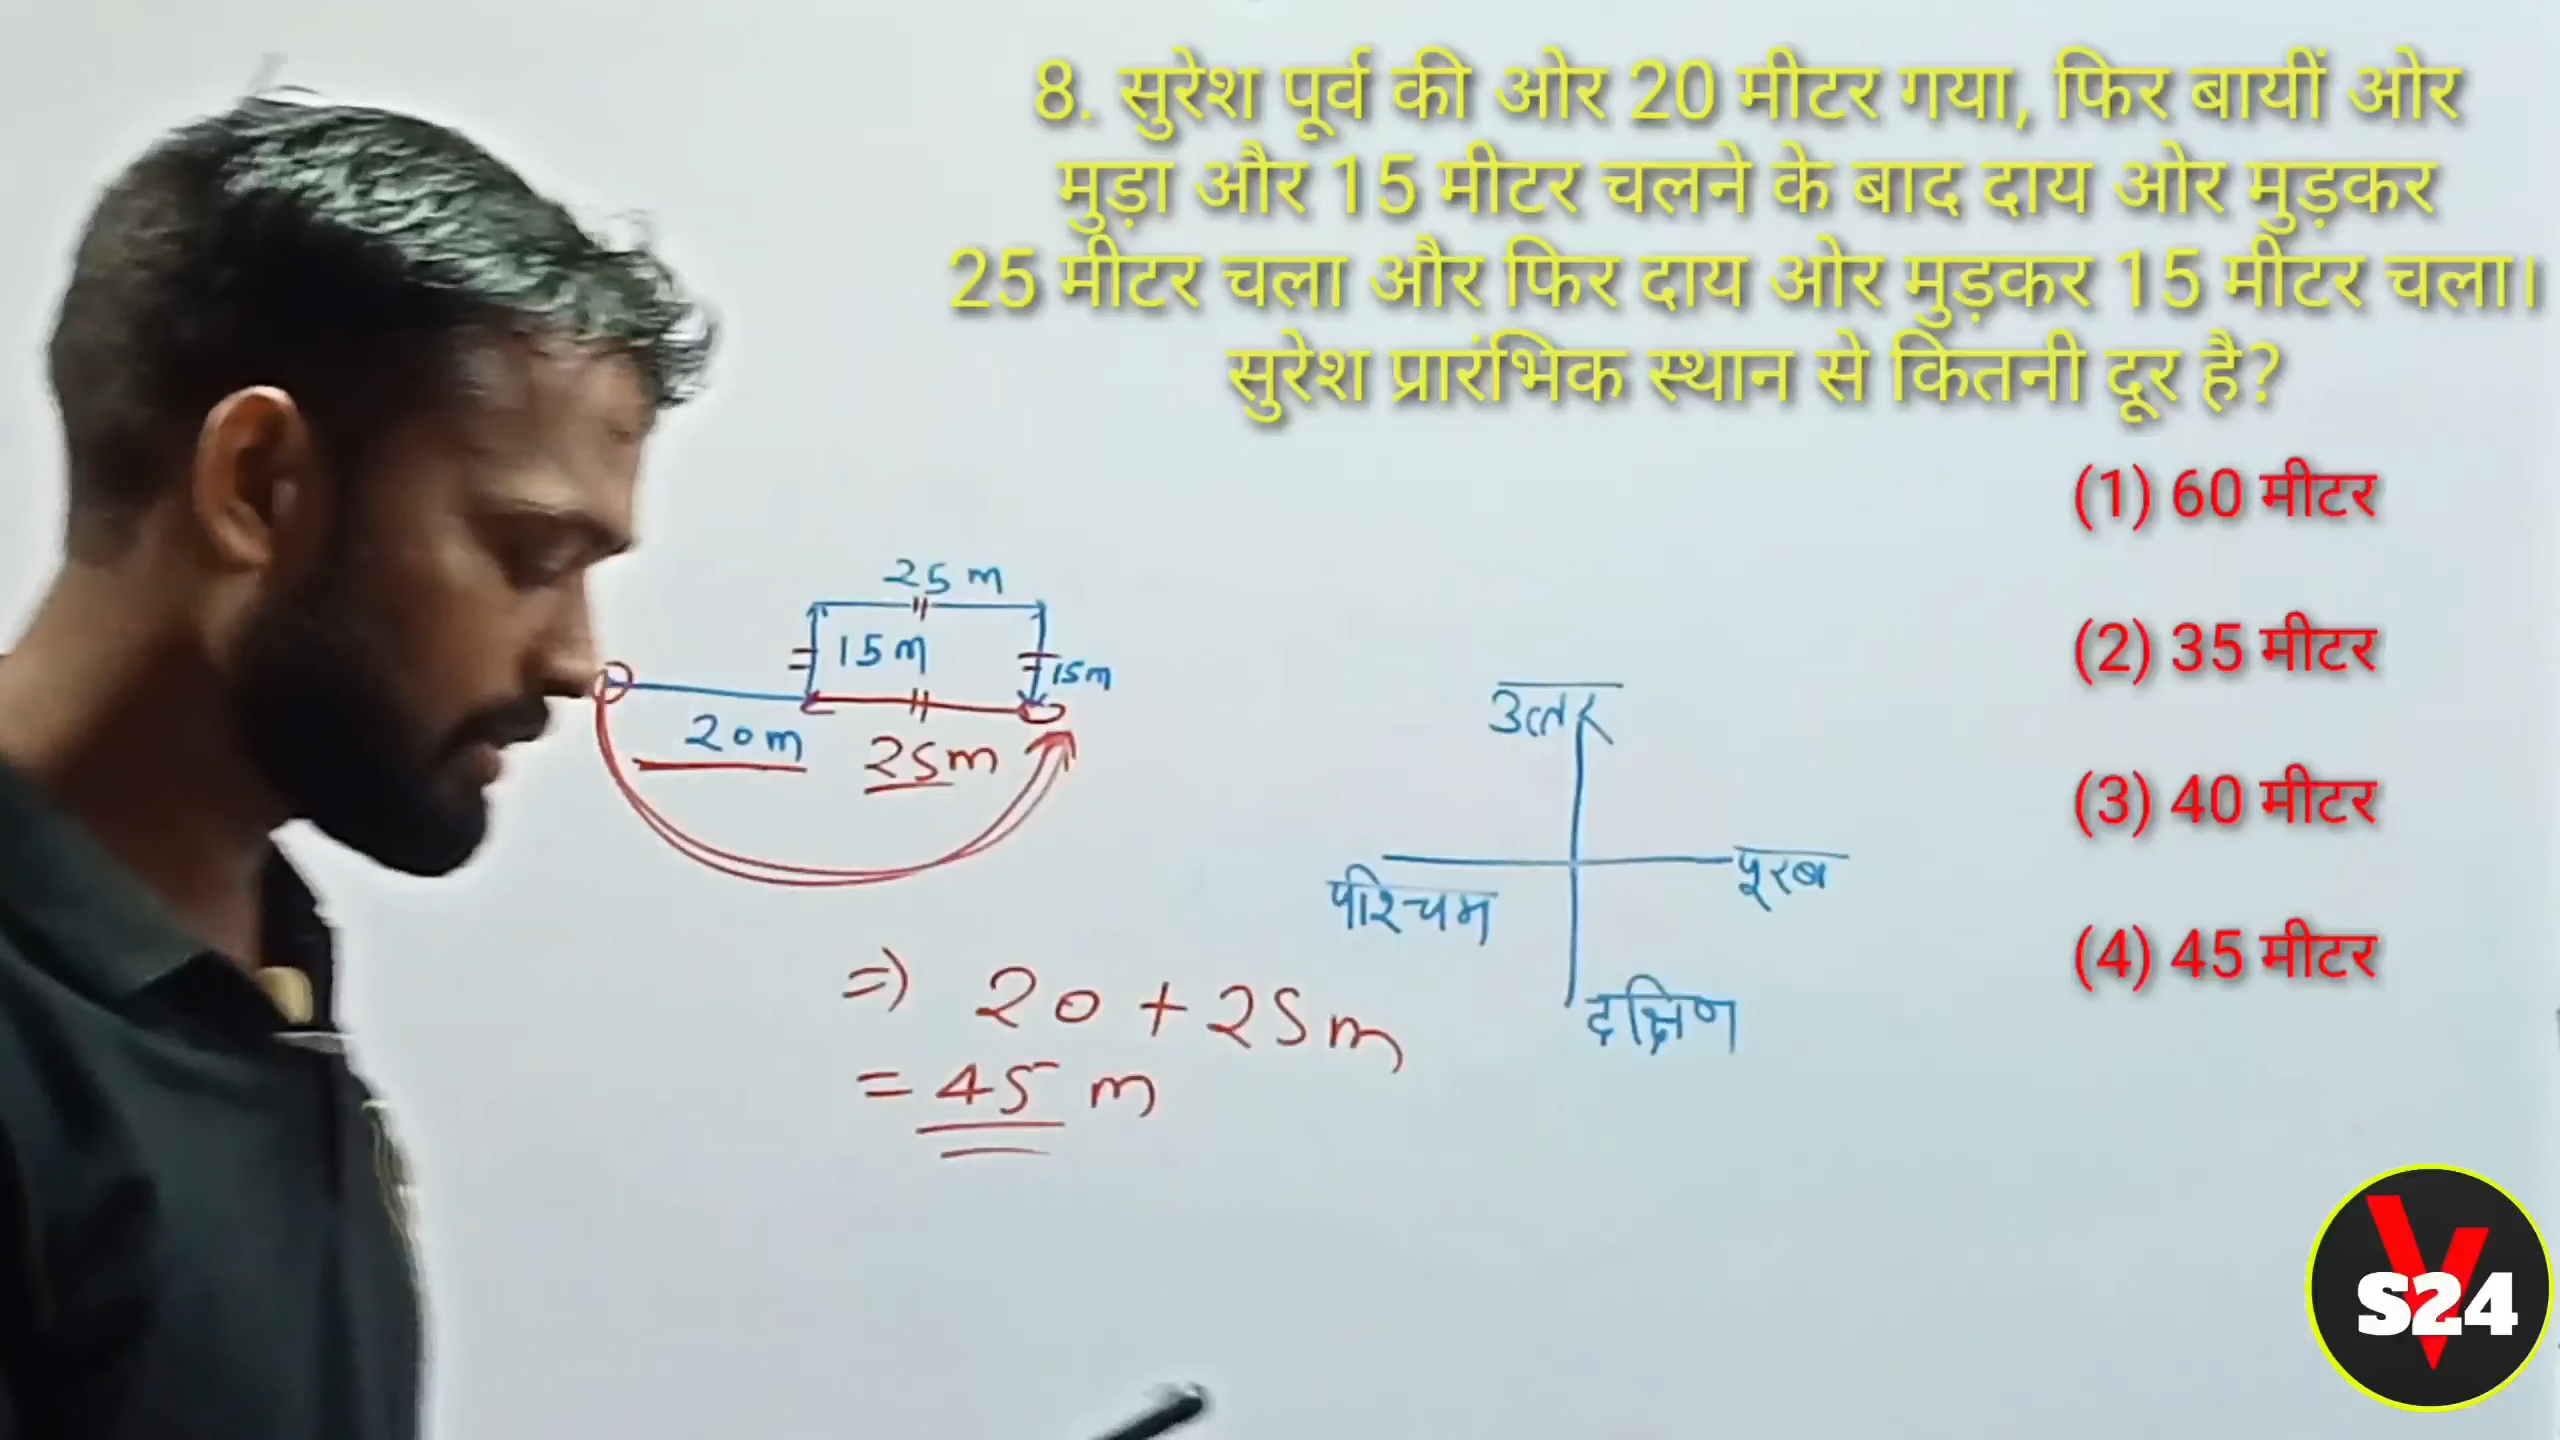 8. सुरेश पूर्व की ओर 20 मीटर गया, फिर बायीं ओर
मुड़ा और 15 मीटर चलने के बाद दाय ओर मुड़कर
25 मीटर चला और फिर दाय ओर मुड़कर 15 मीटर चला।
सुरेश प्रारंभिक स्थान से कितनी दूर है?
(1) 60 मीटर
(2) 35 मीटर
(3) 40 मीटर
(4) 45 मीटर
25 m
15 m
15m
20m
25m
उत्तर
पश्चिम
पूरब
दक्षिण
=> 20 + 25 m
= 45 m
V
S24